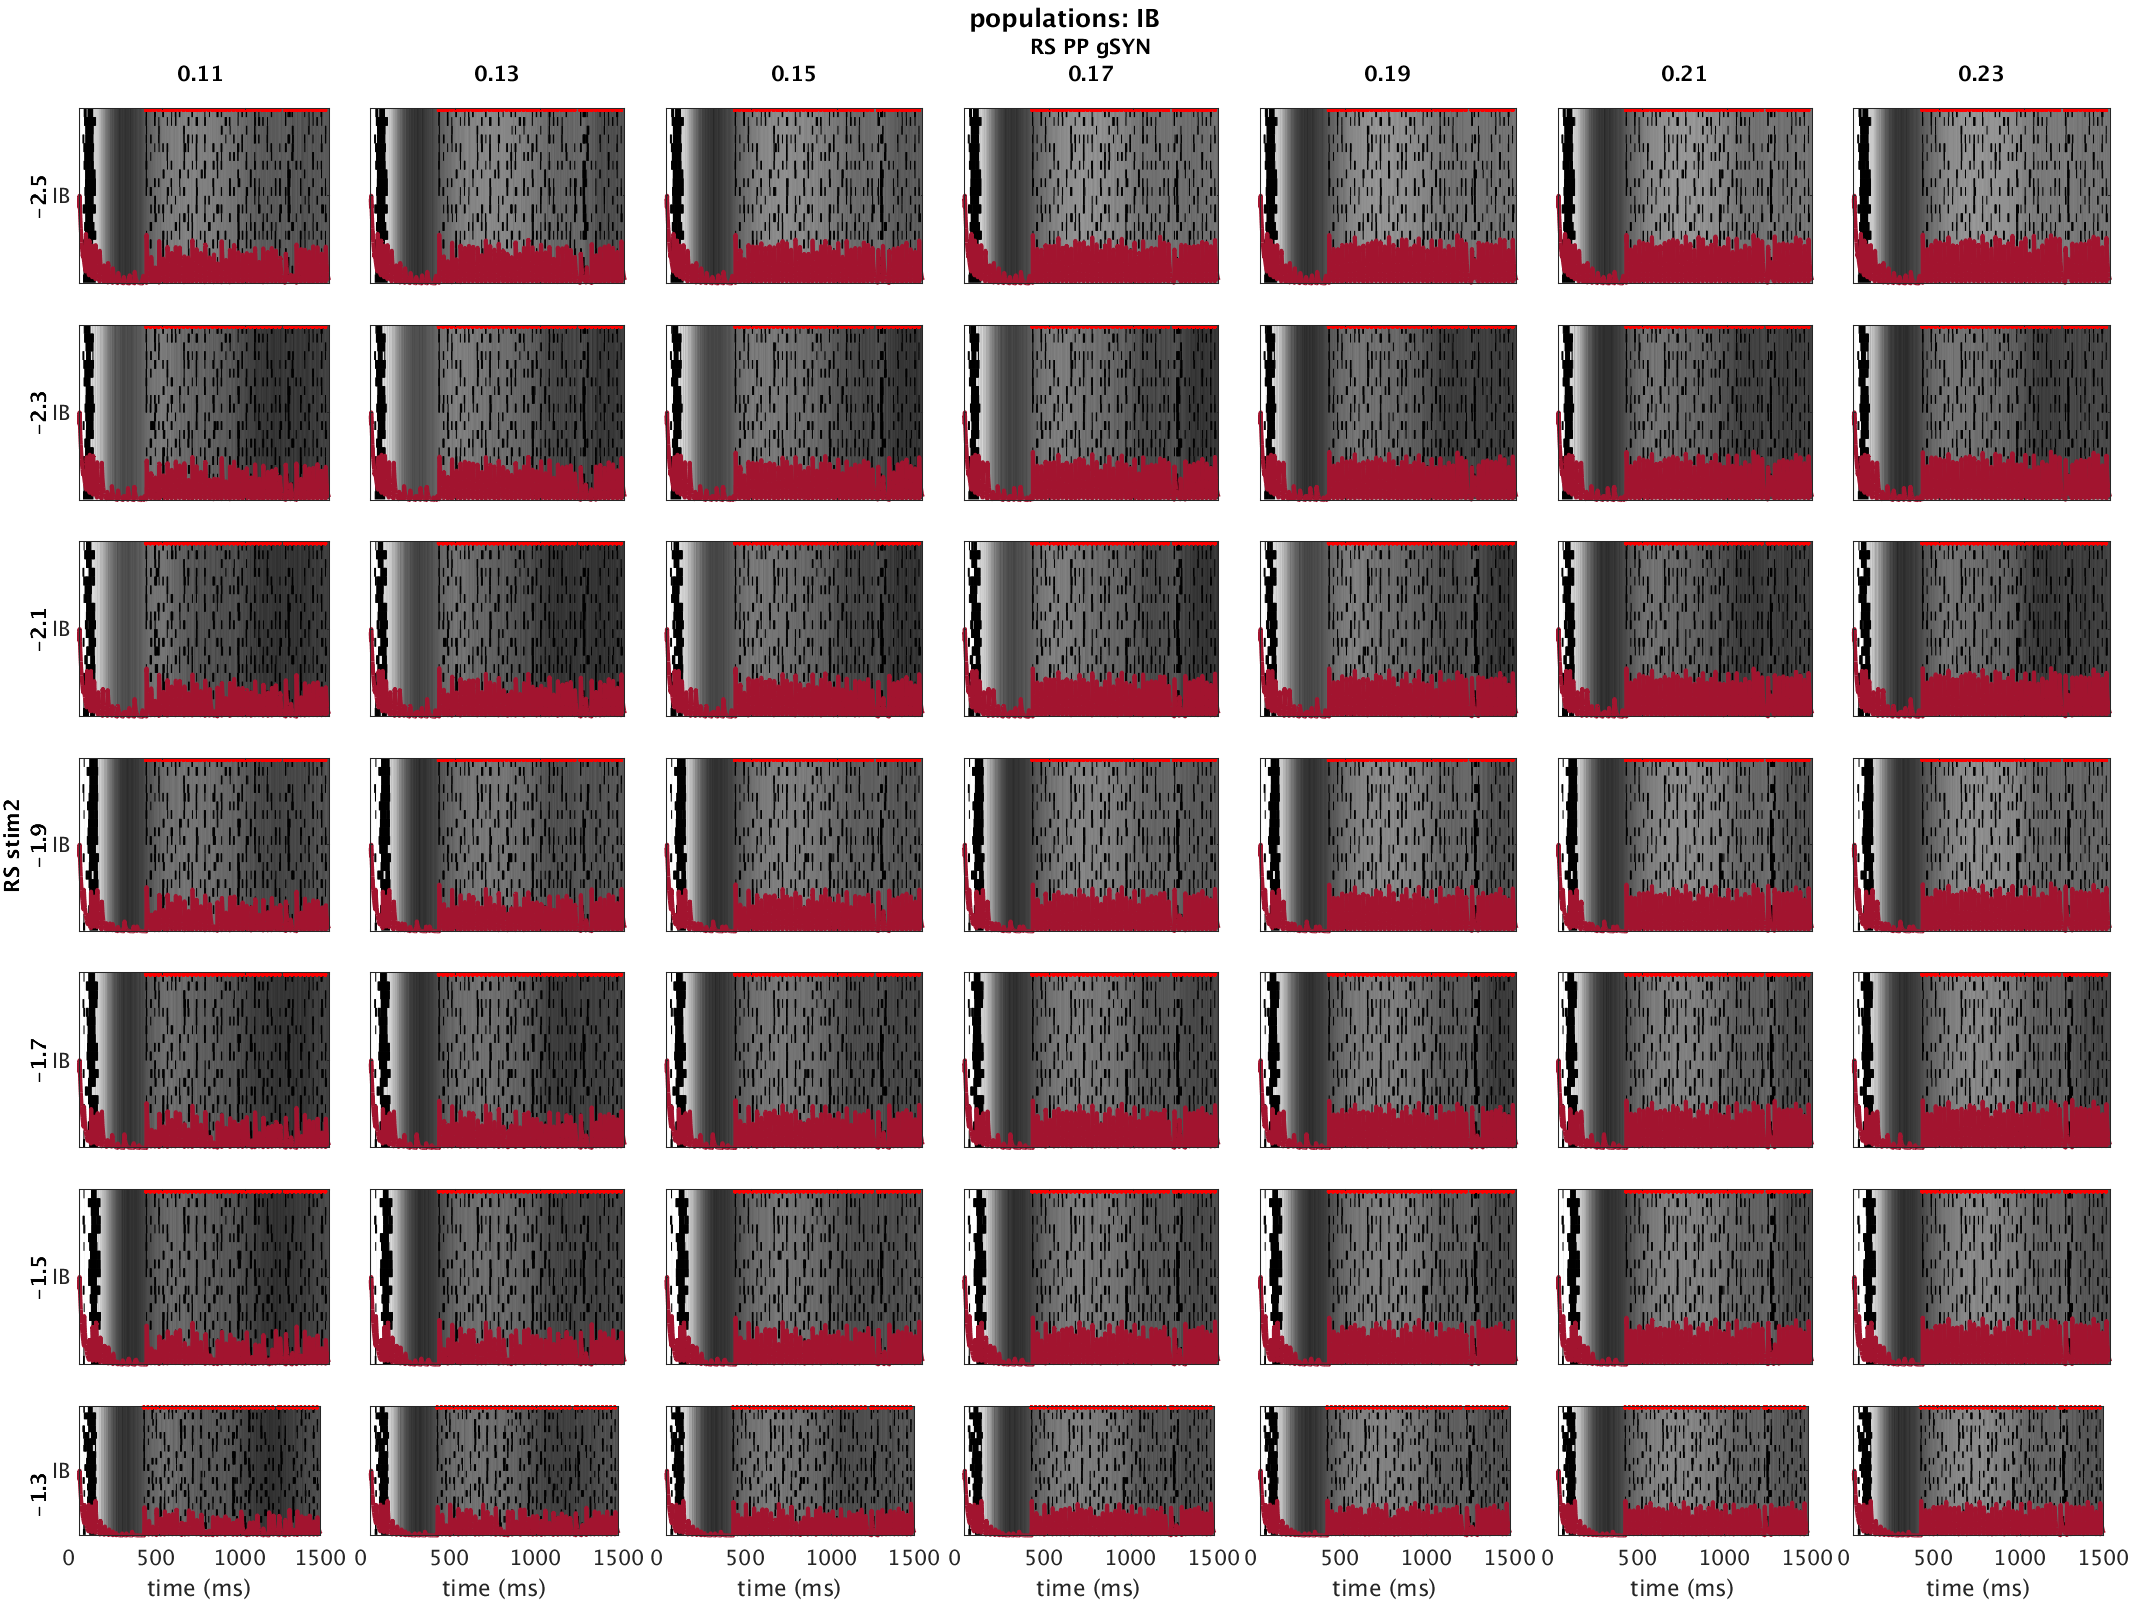 populations: IB
RS PP gSYN
0.11 0.13 0.15 0.17 0.19 0.21 0.23
RS stim2
−2.5 IB
−2.3 IB
−2.1 IB
−1.9 IB
−1.7 IB
−1.5 IB
−1.3 IB
0 500 1000 1500 0 500 1000 1500 0 500 1000 1500 0 500 1000 1500 0 500 1000 1500 0 500 1000 1500 0 500 1000 1500
time (ms) time (ms) time (ms) time (ms) time (ms) time (ms) time (ms)